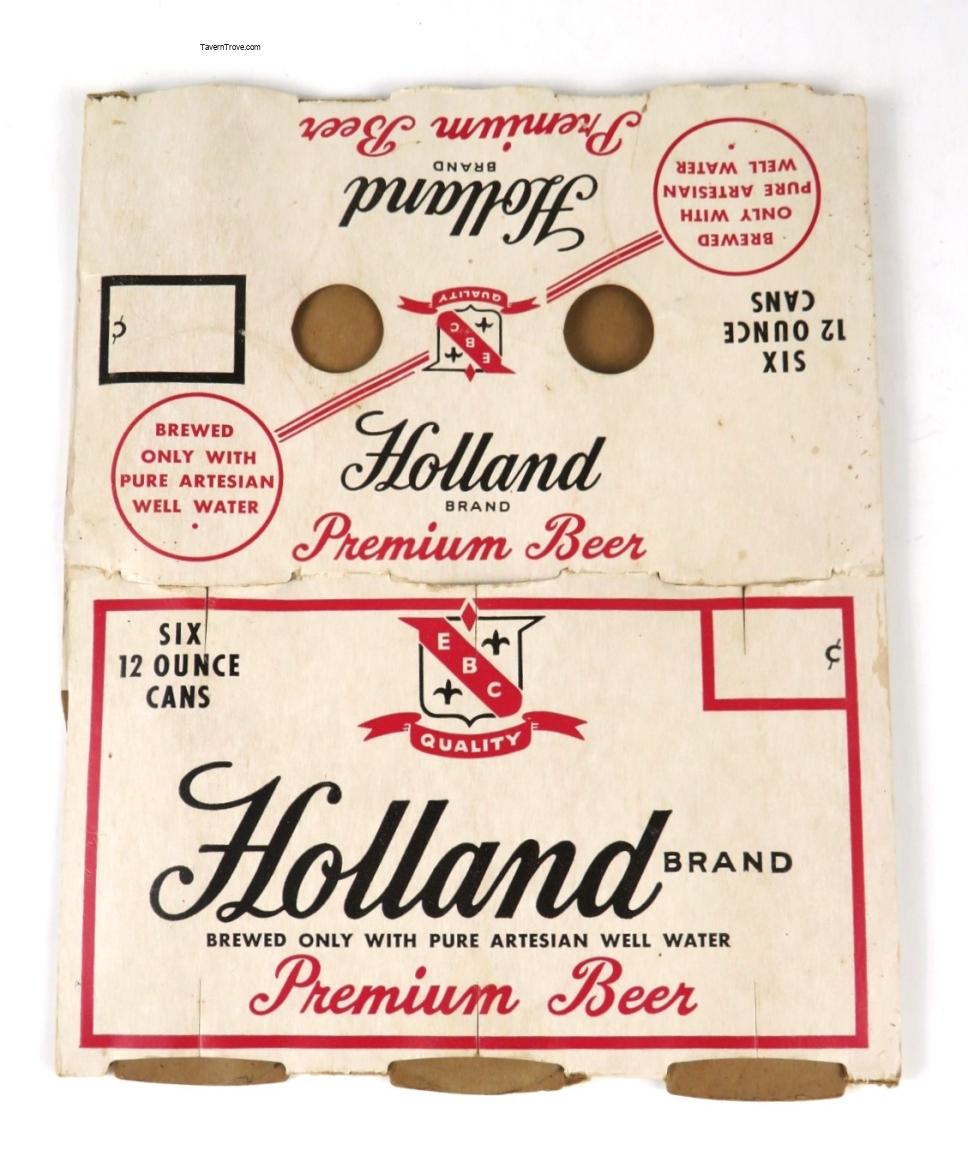 TavernTrove.com
Premium Beer
BRAND
Holland
BREWED
ONLY WITH
PURE ARTESIAN
WELL WATER
SIX
12 OUNCE
CANS
¢
QUALITY
EBC
BREWED
ONLY WITH
PURE ARTESIAN
WELL WATER
Holland
BRAND
Premium Beer
SIX
12 OUNCE
CANS
E
B
C
QUALITY
¢
Holland BRAND
BREWED ONLY WITH PURE ARTESIAN WELL WATER
Premium Beer